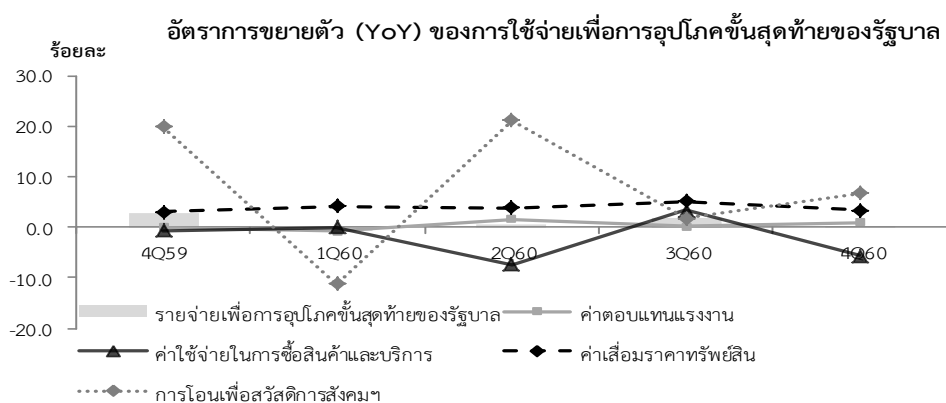 อัตราการขยายตัว (YoY) ของการใช้จ่ายเพื่อการอุปโภคขั้นสุดท้ายของรัฐบาล
ร้อยละ
30.0
20.0
10.0
0.0
-10.0
-20.0
4Q59 1Q60 2Q60 3Q60 4Q60
รายจ่ายเพื่อการอุปโภคขั้นสุดท้ายของรัฐบาล ค่าตอบแทนแรงงาน
ค่าใช้จ่ายในการซื้อสินค้าและบริการ ค่าเสื่อมราคาทรัพย์สิน
การโอนเพื่อสวัสดิการสังคมฯ